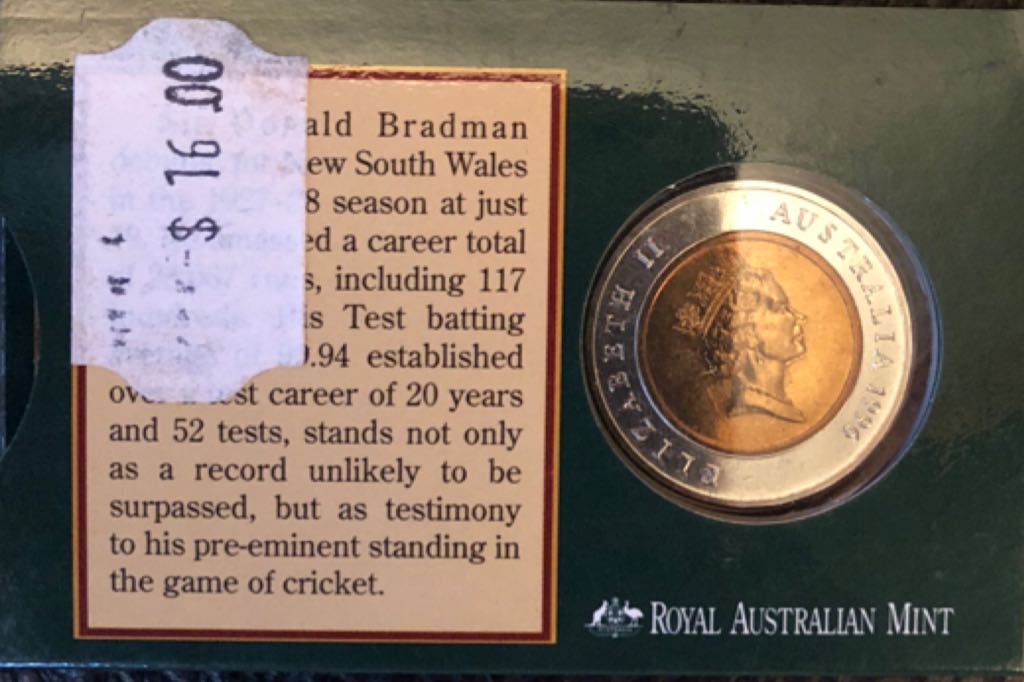 $ 16.00
ald Bradman
ew South Wales
8 season at just
ed a career total
s, including 117
s Test batting
9.94 established
over test career of 20 years
and 52 tests, stands not only
as a record unlikely to be
surpassed, but as testimony
to his pre-eminent standing in
the game of cricket.
ELIZABETH II AUSTRALIA 1996
ROYAL AUSTRALIAN MINT